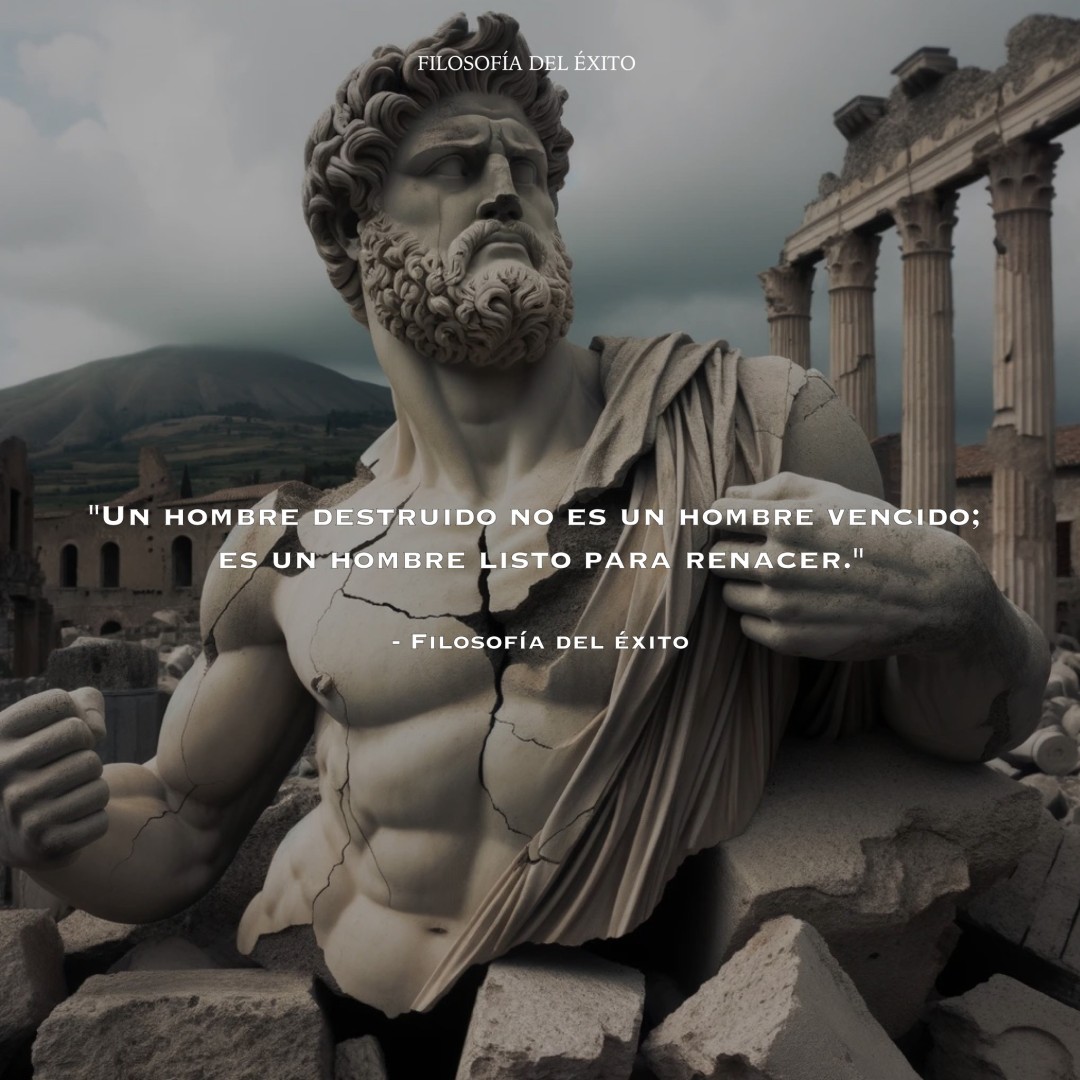 FILOSOFÍA DEL ÉXITO
"Un hombre destruido no es un hombre vencido;
es un hombre listo para renacer."
- Filosofía del éxito